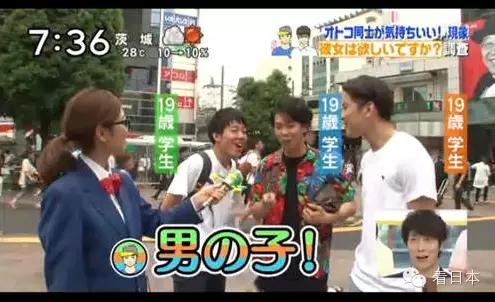 7:36
茨城
28℃ 10→10%
"オトコ同士が気持ちいい!"現象
彼女は欲しいですか?調査
19歳学生
19歳学生
19歳学生
男の子!
看日本